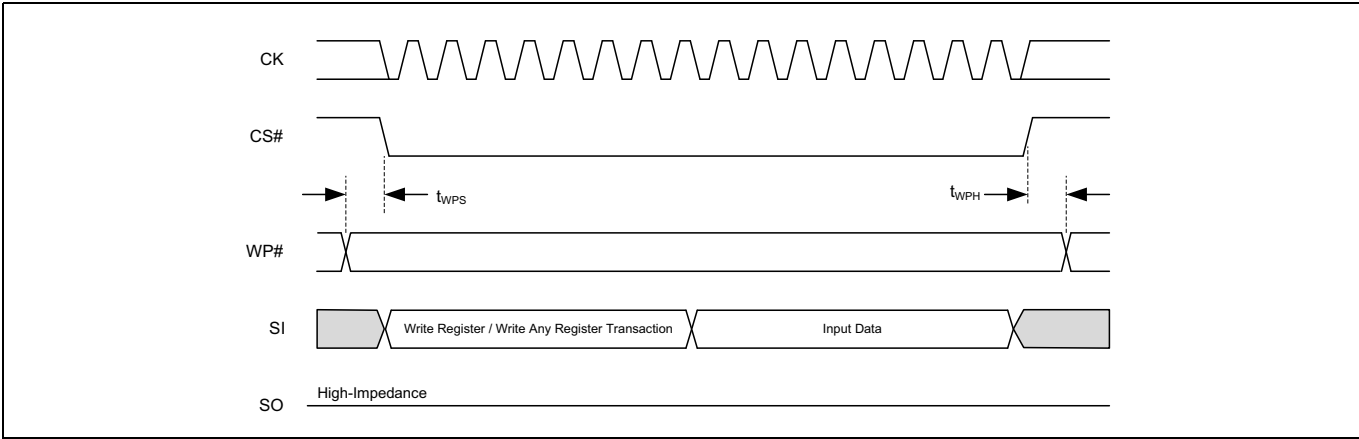 CK
CS#
tWPS
tWPH
WP#
SI
Write Register / Write Any Register Transaction
Input Data
High-Impedance
SO